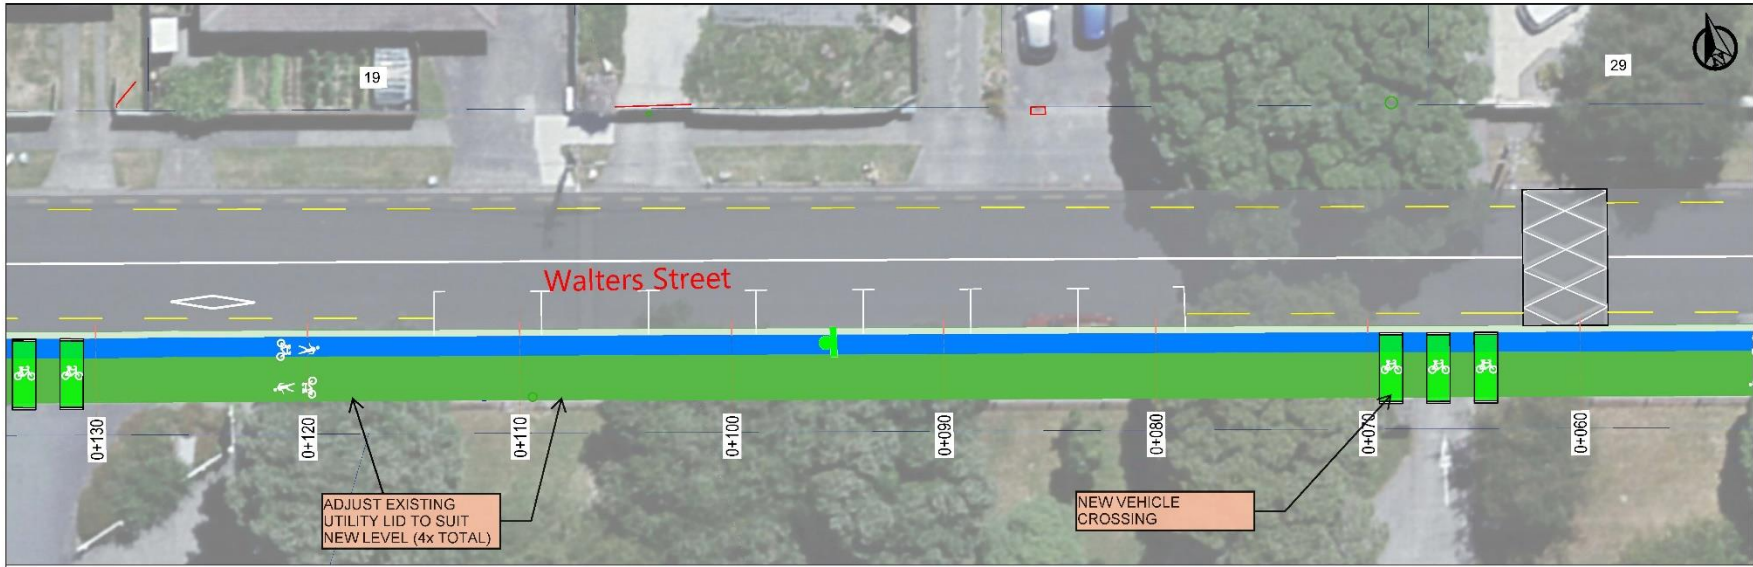 19
29
N
Walters Street
0+130
0+120
0+110
0+100
0+090
0+080
0+070
0+060
ADJUST EXISTING
UTILITY LID TO SUIT
NEW LEVEL (4x TOTAL)
NEW VEHICLE
CROSSING